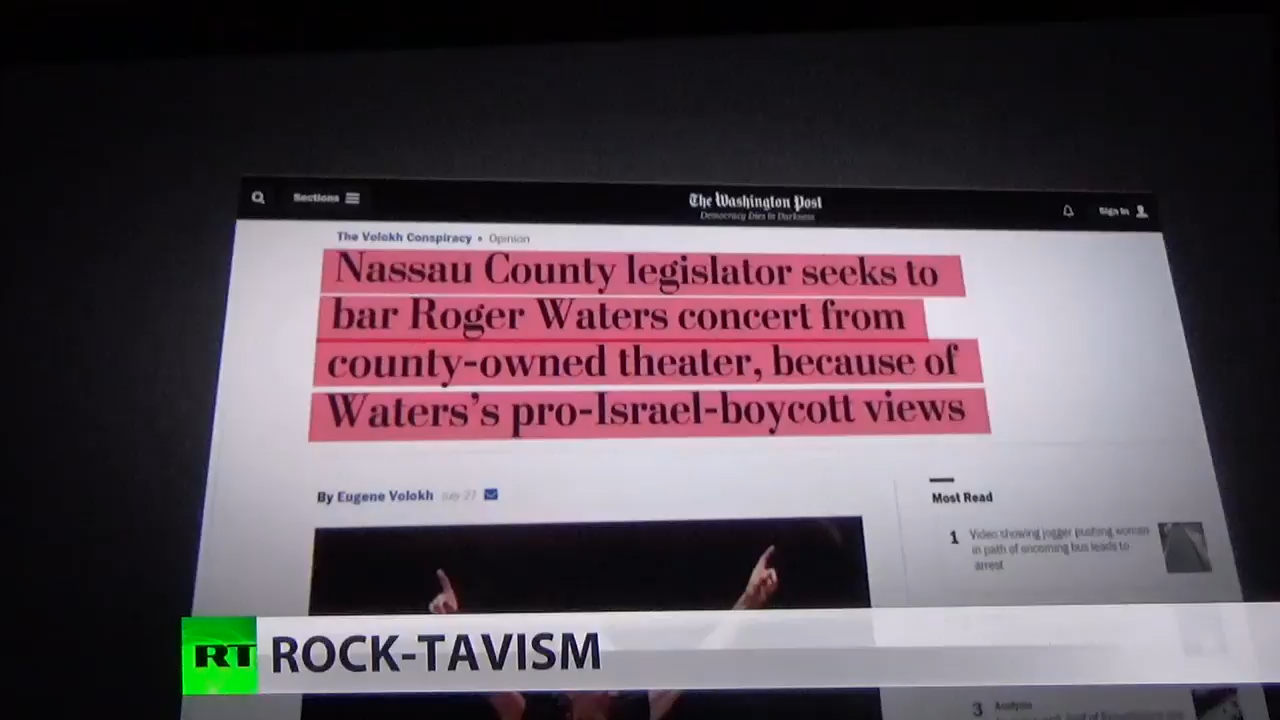 Sections
The Washington Post
Democracy Dies in Darkness
Sign In
The Volokh Conspiracy • Opinion
Nassau County legislator seeks to
bar Roger Waters concert from
county-owned theater, because of
Waters's pro-Israel-boycott views
By Eugene Volokh July 27
Most Read
1 Video showing jogger pushing woman
in path of oncoming bus leads to
arrest
RT ROCK-TAVISM
3 Analysis